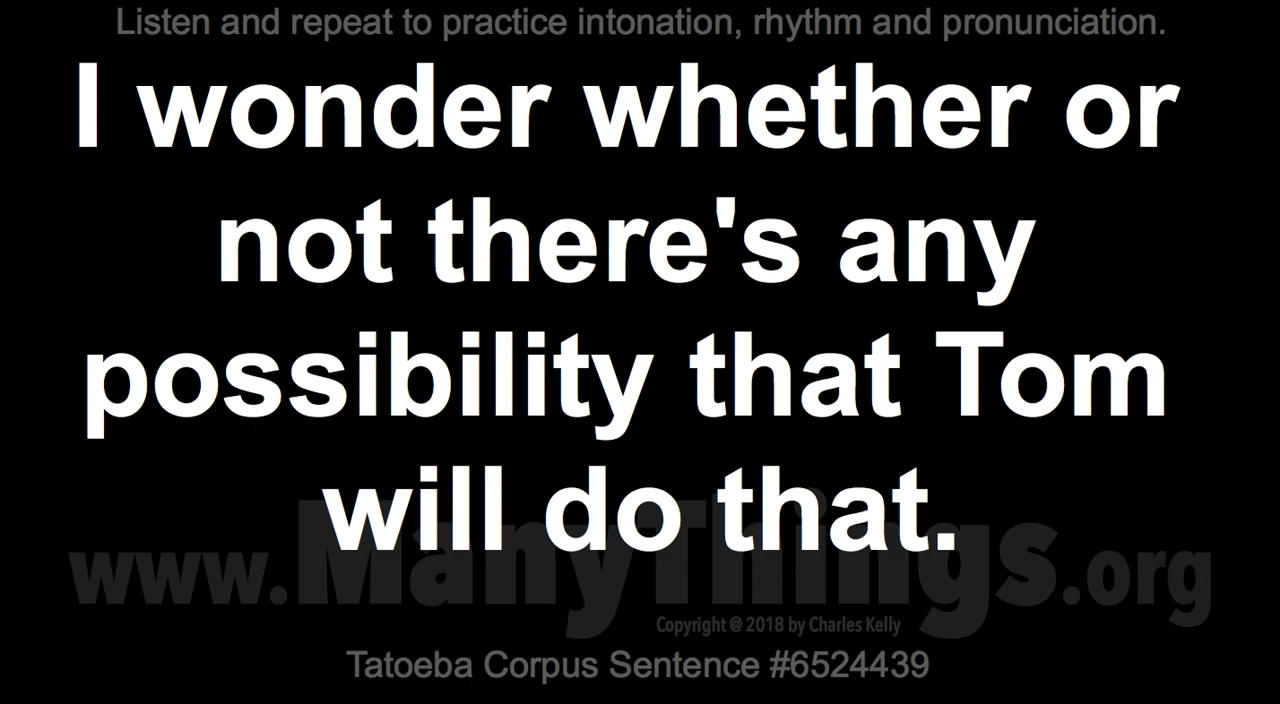 Listen and repeat to practice intonation, rhythm and pronunciation.
I wonder whether or
not there's any
possibility that Tom
will do that.
www.ManyThings.org
Copyright @ 2018 by Charles Kelly
Tatoeba Corpus Sentence #6524439